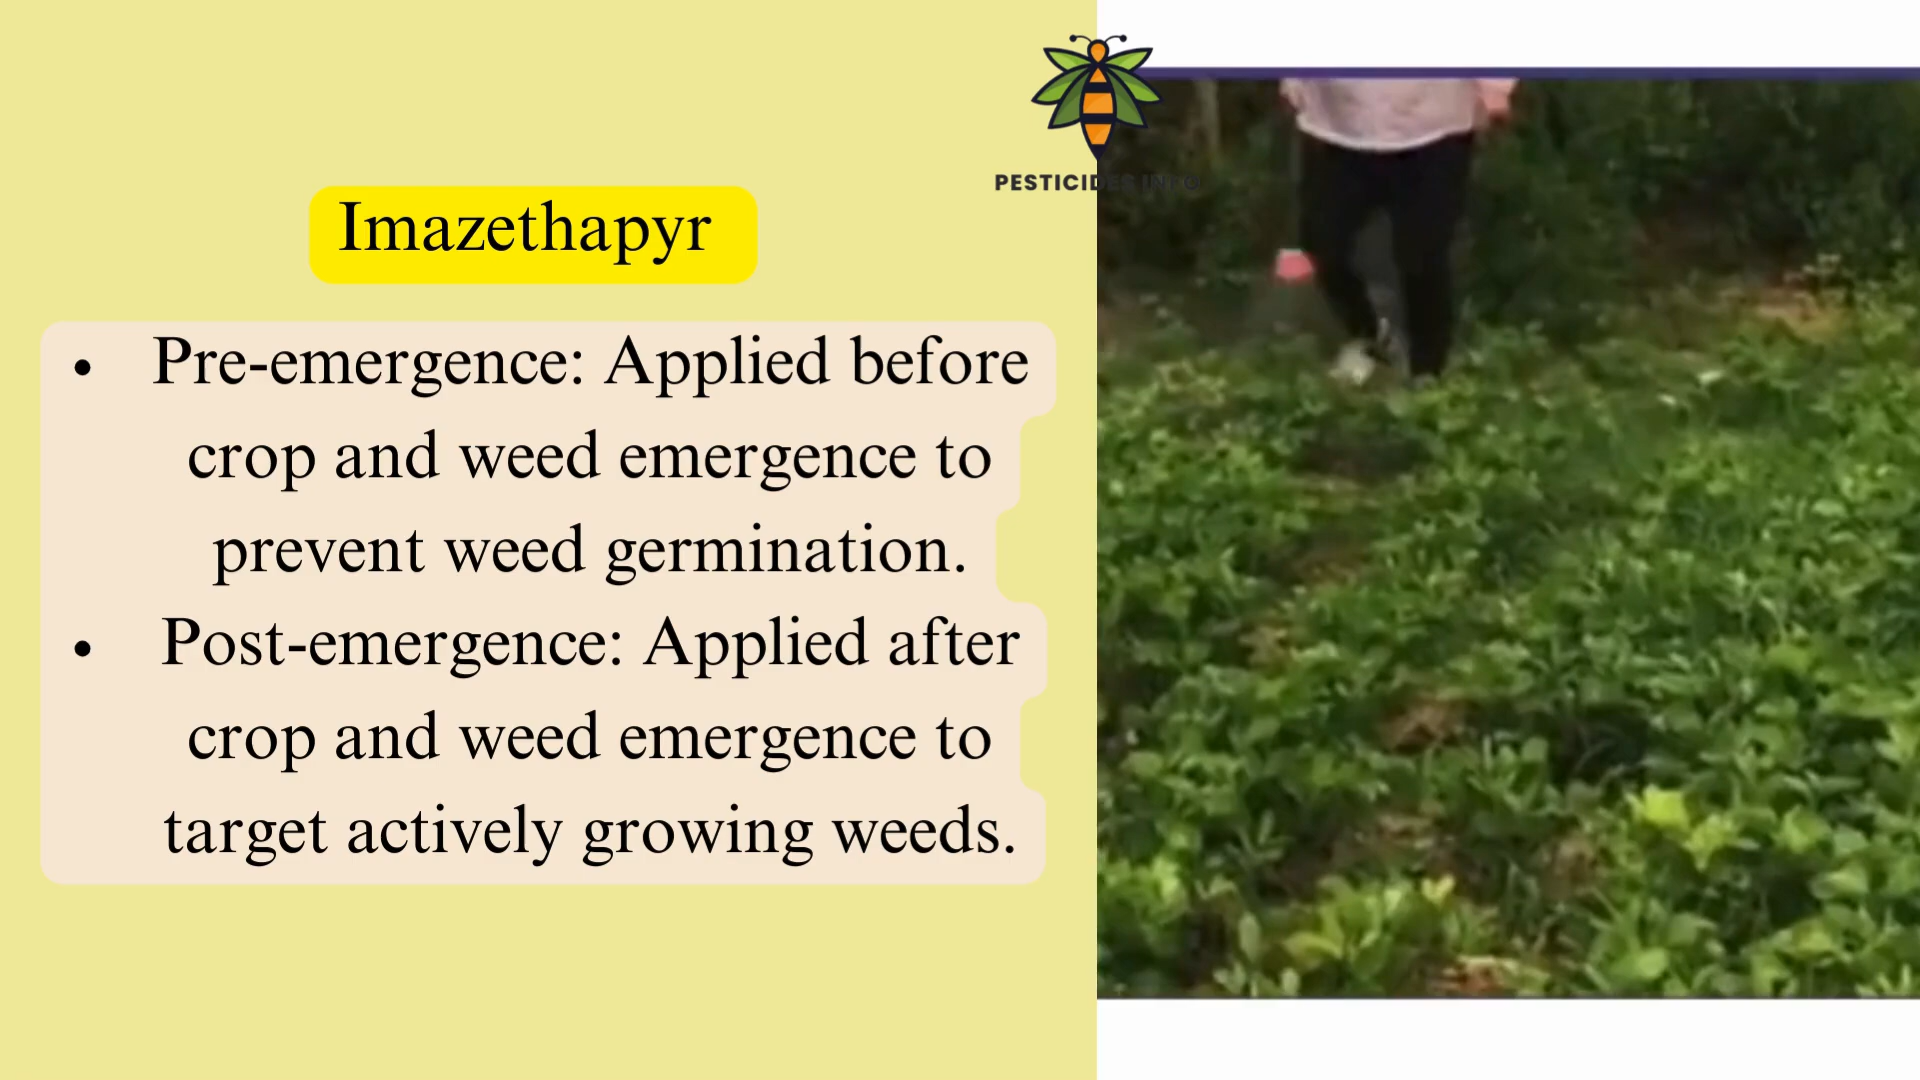 PESTICIDES INFO
Imazethapyr
• Pre-emergence: Applied before
crop and weed emergence to
prevent weed germination.
• Post-emergence: Applied after
crop and weed emergence to
target actively growing weeds.